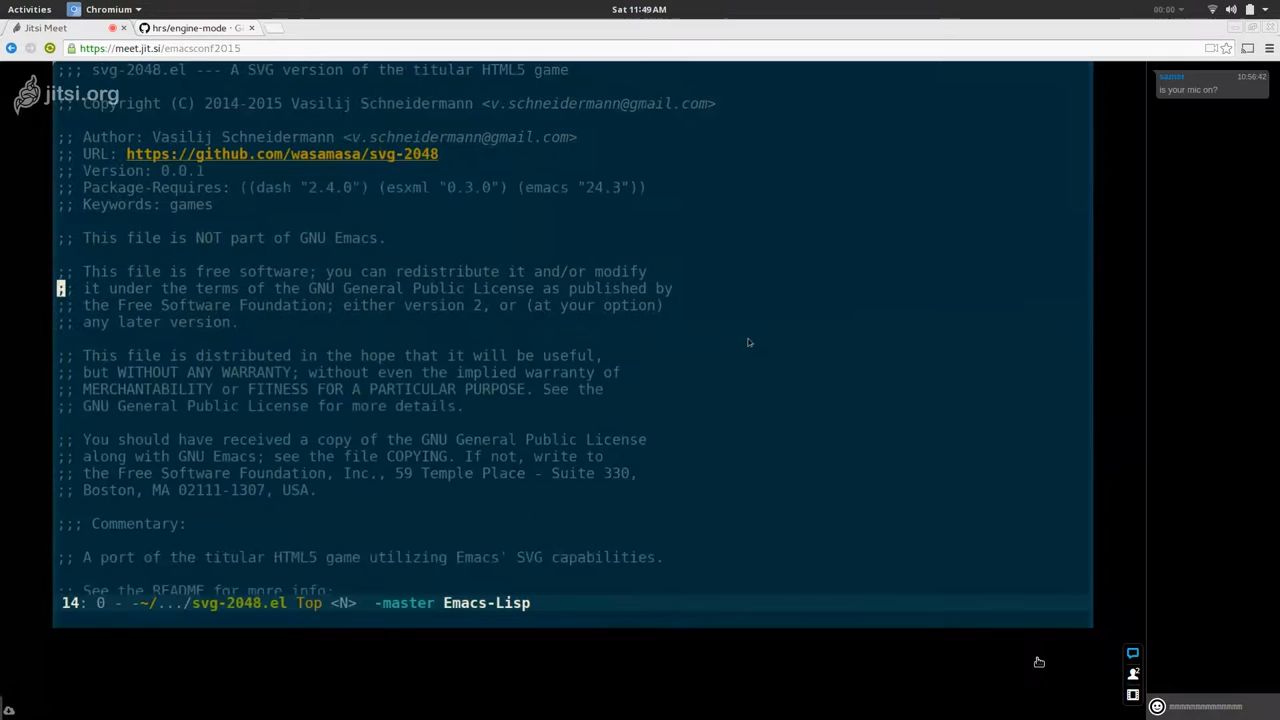 Activities
Chromium
Sat 11:49AM
00:00
Jitsi Meet
hrs/engine-mode · G
https://meet.jit.si/emacsconf2015
jitsi.org
;;; svg-2048.el --- A SVG version of the titular HTML5 game
;; Copyright (C) 2014-2015 Vasilij Schneidermann <v.schneidermann@gmail.com>
;; Author: Vasilij Schneidermann <v.schneidermann@gmail.com>
;; URL: https://github.com/wasamasa/svg-2048
;; Version: 0.0.1
;; Package-Requires: ((dash "2.4.0") (esxml "0.3.0") (emacs "24.3"))
;; Keywords: games
;; This file is NOT part of GNU Emacs.
;; This file is free software; you can redistribute it and/or modify
;; it under the terms of the GNU General Public License as published by
;; the Free Software Foundation; either version 2, or (at your option)
;; any later version.
;; This file is distributed in the hope that it will be useful,
;; but WITHOUT ANY WARRANTY; without even the implied warranty of
;; MERCHANTABILITY or FITNESS FOR A PARTICULAR PURPOSE. See the
;; GNU General Public License for more details.
;; You should have received a copy of the GNU General Public License
;; along with GNU Emacs; see the file COPYING. If not, write to
;; the Free Software Foundation, Inc., 59 Temple Place - Suite 330,
;; Boston, MA 02111-1307, USA.
;;; Commentary:
;; A port of the titular HTML5 game utilizing Emacs' SVG capabilities.
;; See the README for more info:
14: 0 - -~/.../svg-2048.el Top <N> -master Emacs-Lisp
10:56:42
is your mic on?
2